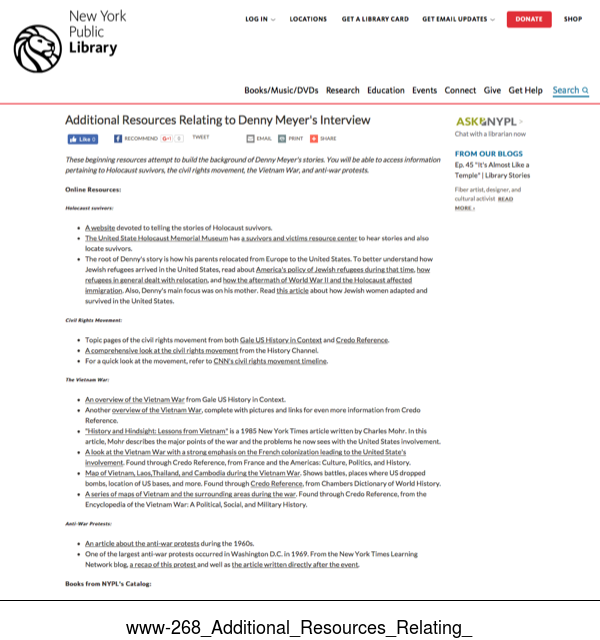 New York
Public
Library
LOG IN
LOCATIONS
GET A LIBRARY CARD
GET EMAIL UPDATES
DONATE
SHOP
Books/Music/DVDs Research Education Events Connect Give Get Help Search
Additional Resources Relating to Denny Meyer's Interview
Like 0
RECOMMEND
G+1
0
TWEET
EMAIL
PRINT
SHARE
These beginning resources attempt to build the background of Denny Meyer's stories. You will be able to access information
pertaining to Holocaust suvivors, the civil rights movement, the Vietnam War, and anti-war protests.
Online Resources:
Holocaust suvivors:
• A website devoted to telling the stories of Holocaust suvivors.
• The United State Holocaust Memorial Museum has a suvivors and victims resource center to hear stories and also
locate suvivors.
• The root of Denny's story is how his parents relocated from Europe to the United States. To better understand how
Jewish refugees arrived in the United States, read about America's policy of Jewish refugees during that time, how
refugees in general dealt with relocation, and how the aftermath of World War II and the Holocaust affected
immigration. Also, Denny's main focus was on his mother. Read this article about how Jewish women adapted and
survived in the United States.
Civil Rights Movement:
• Topic pages of the civil rights movement from both Gale US History in Context and Credo Reference.
• A comprehensive look at the civil rights movement from the History Channel.
• For a quick look at the movement, refer to CNN's civil rights movement timeline.
The Vietnam War:
• An overview of the Vietnam War from Gale US History in Context.
• Another overview of the Vietnam War, complete with pictures and links for even more information from Credo
Reference.
• "History and Hindsight: Lessons from Vietnam" is a 1985 New York Times article written by Charles Mohr. In this
article, Mohr describes the major points of the war and the problems he now sees with the United States involvement.
• A look at the Vietnam War with a strong emphasis on the French colonization leading to the United State's
involvement. Found through Credo Reference, from France and the Americas: Culture, Politics, and History.
• Map of Vietnam, Laos,Thailand, and Cambodia during the Vietnam War. Shows battles, places where US dropped
bombs, location of US bases, and more. Found through Credo Reference, from Chambers Dictionary of World History.
• A series of maps of Vietnam and the surrounding areas during the war. Found through Credo Reference, from the
Encyclopedia of the Vietnam War: A Political, Social, and Military History.
Anti-War Protests:
• An article about the anti-war protests during the 1960s.
• One of the largest anti-war protests occurred in Washington D.C. in 1969. From the New York Times Learning
Network blog, a recap of this protest and well as the article written directly after the event.
Books from NYPL's Catalog:
ASK NYPL
Chat with a librarian now
FROM OUR BLOGS
Ep. 45 "It's Almost Like a
Temple" | Library Stories
Fiber artist, designer, and
cultural activist READ
MORE ›
www-268_Additional_Resources_Relating_